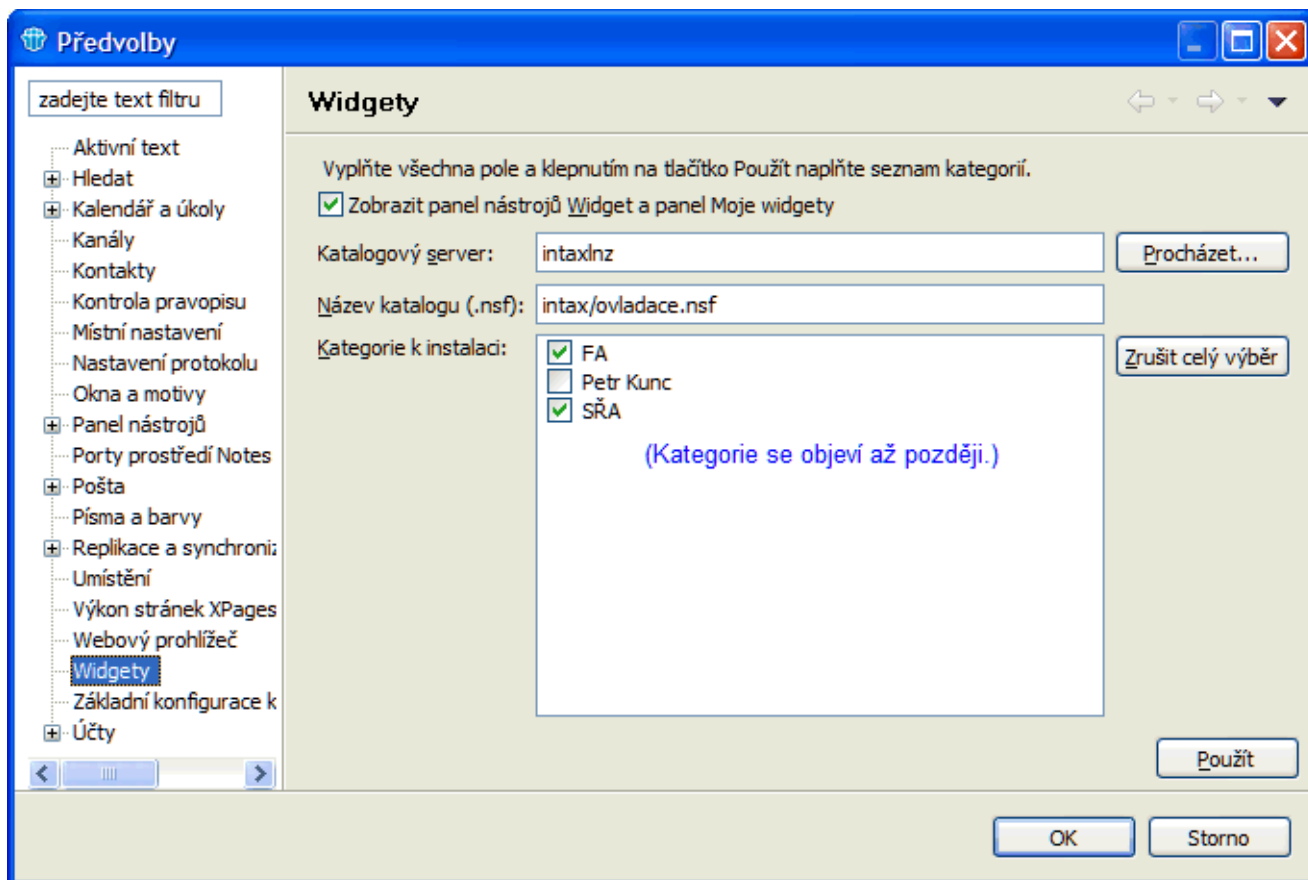 Předvolby
zadejte text filtru
Aktivní text
Hledat
Kalendář a úkoly
Kanály
Kontakty
Kontrola pravopisu
Místní nastavení
Nastavení protokolu
Okna a motivy
Panel nástrojů
Porty prostředí Notes
Pošta
Písma a barvy
Replikace a synchroniz
Umístění
Výkon stránek XPages
Webový prohlížeč
Widgety
Základní konfigurace k
Účty
Widgety
Vyplňte všechna pole a klepnutím na tlačítko Použít naplňte seznam kategorií.
Zobrazit panel nástrojů Widget a panel Moje widgety
Katalogový server: intaxlnz Procházet...
Název katalogu (.nsf): intax/ovladace.nsf
Kategorie k instalaci: FA Zrušit celý výběr
Petr Kunc
SŘA
(Kategorie se objeví až později.)
Použít
OK Storno